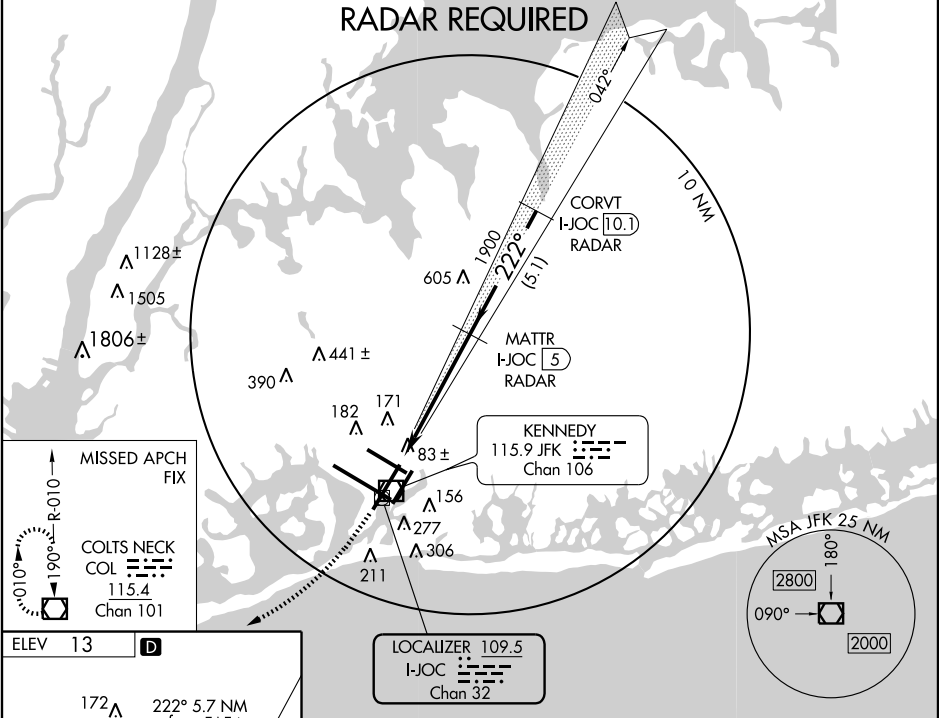 RADAR REQUIRED
042°
10 NM
CORVT
I-JOC 10.1
RADAR
1900
222°
(5.1)
605
1128±
1505
1806±
441 ±
390
MATTR
I-JOC 5
RADAR
171
182
83 ±
KENNEDY
115.9 JFK
Chan 106
156
277
306
211
MISSED APCH
FIX
R-010
190°
010°
COLTS NECK
COL
115.4
Chan 101
MSA JFK 25 NM
180°
2800
090°
2000
LOCALIZER 109.5
I-JOC
Chan 32
ELEV 13 D
172
222° 5.7 NM